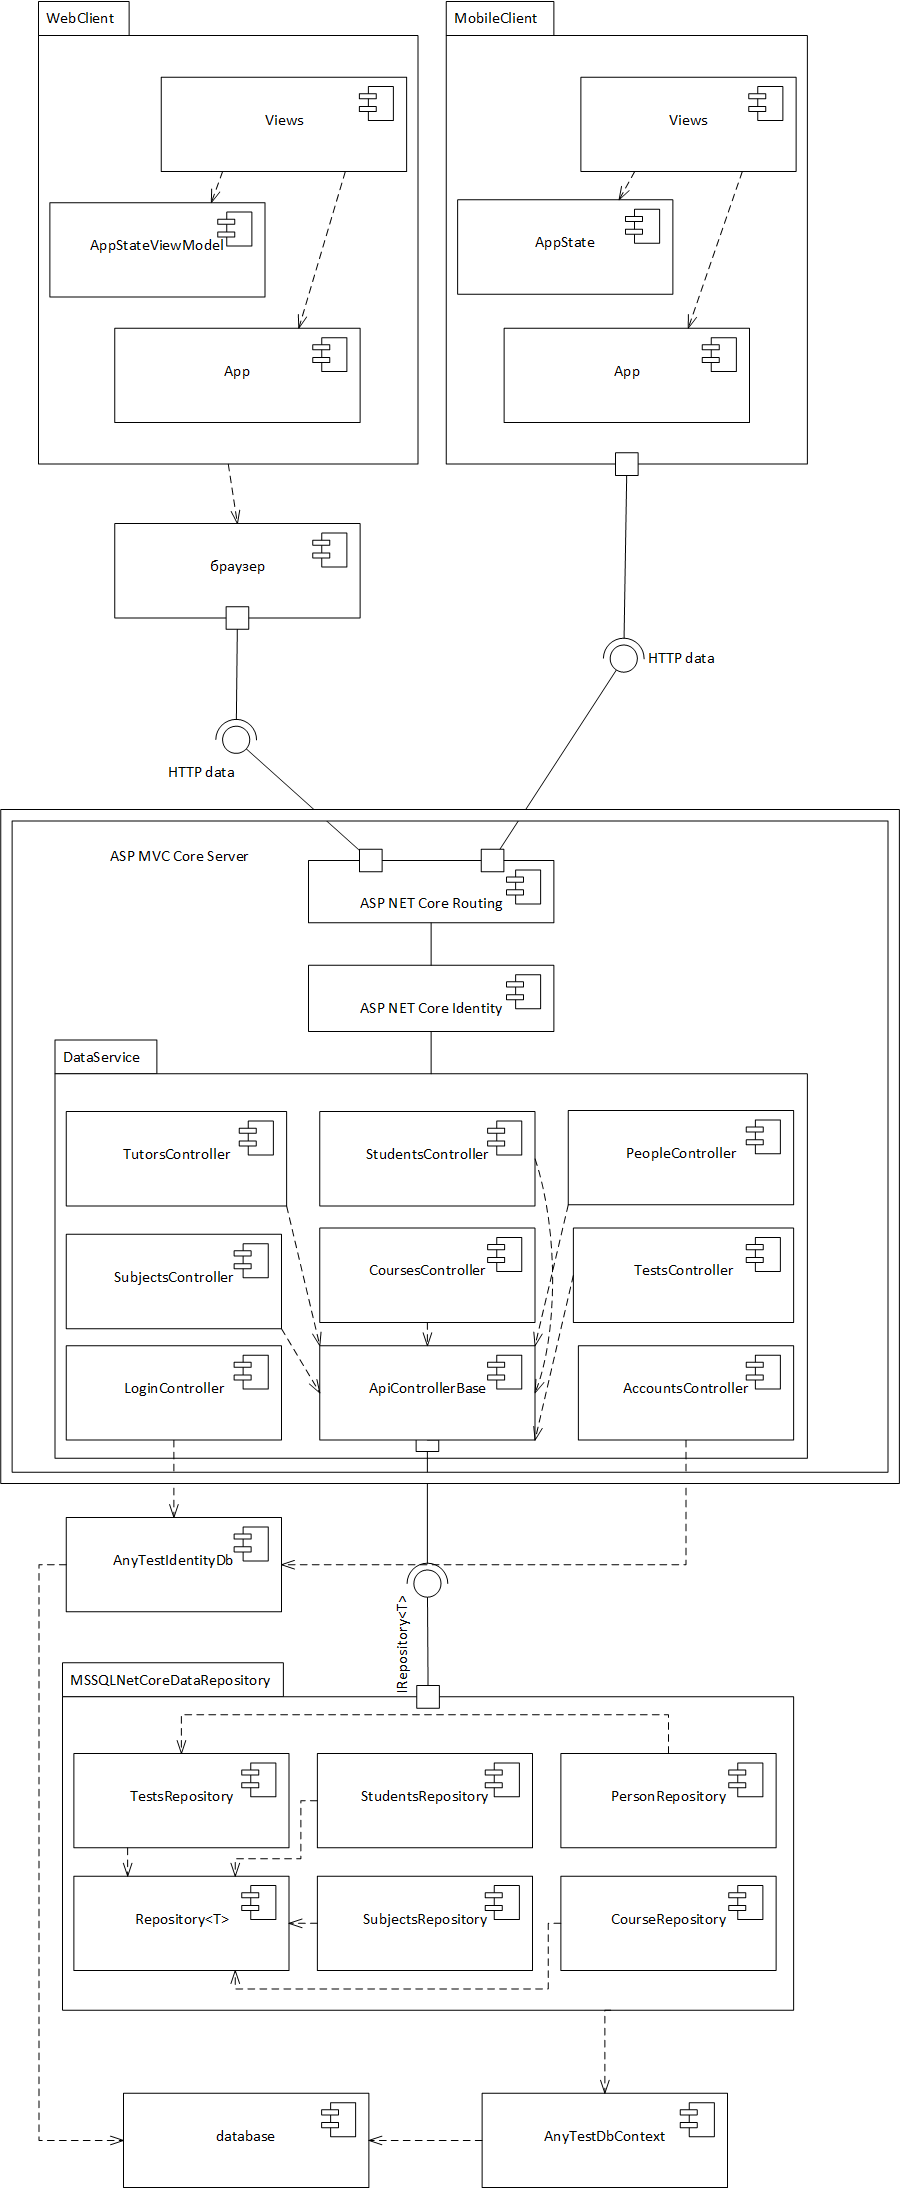 WebClient
MobileClient
Views
Views
AppStateViewModel
AppState
App
App
браузер
HTTP data
HTTP data
ASP MVC Core Server
ASP NET Core Routing
ASP NET Core Identity
DataService
TutorsController
StudentsController
PeopleController
SubjectsController
CoursesController
TestsController
LoginController
ApiControllerBase
AccountsController
AnyTestIdentityDb
IRepository<T>
MSSQLNetCoreDataRepository
TestsRepository
StudentsRepository
PersonRepository
Repository<T>
SubjectsRepository
CourseRepository
database
AnyTestDbContext